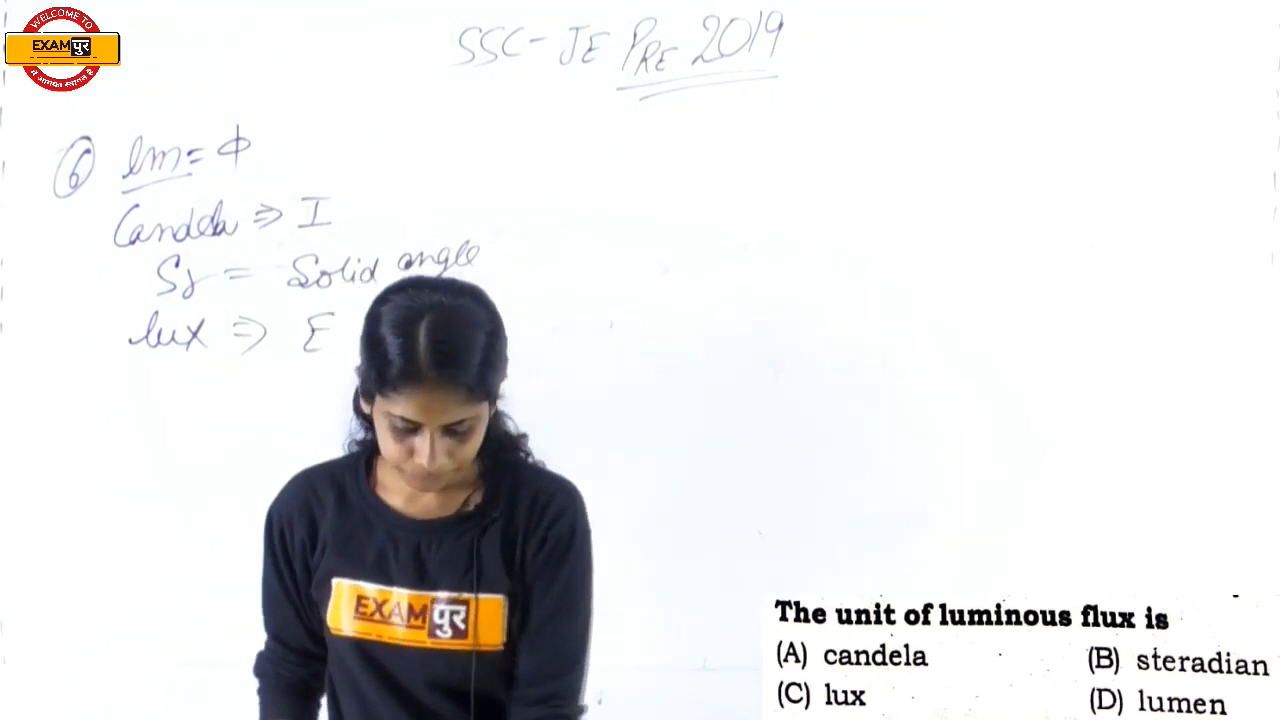 WELCOME TO
EXAMपुर
SSC-JE PRE 2019
6 lm = Φ
Candela ⇒ I
Sr = Solid angle
lux ⇒ E
EXAMपुर
The unit of luminous flux is
(A) candela (B) steradian
(C) lux (D) lumen